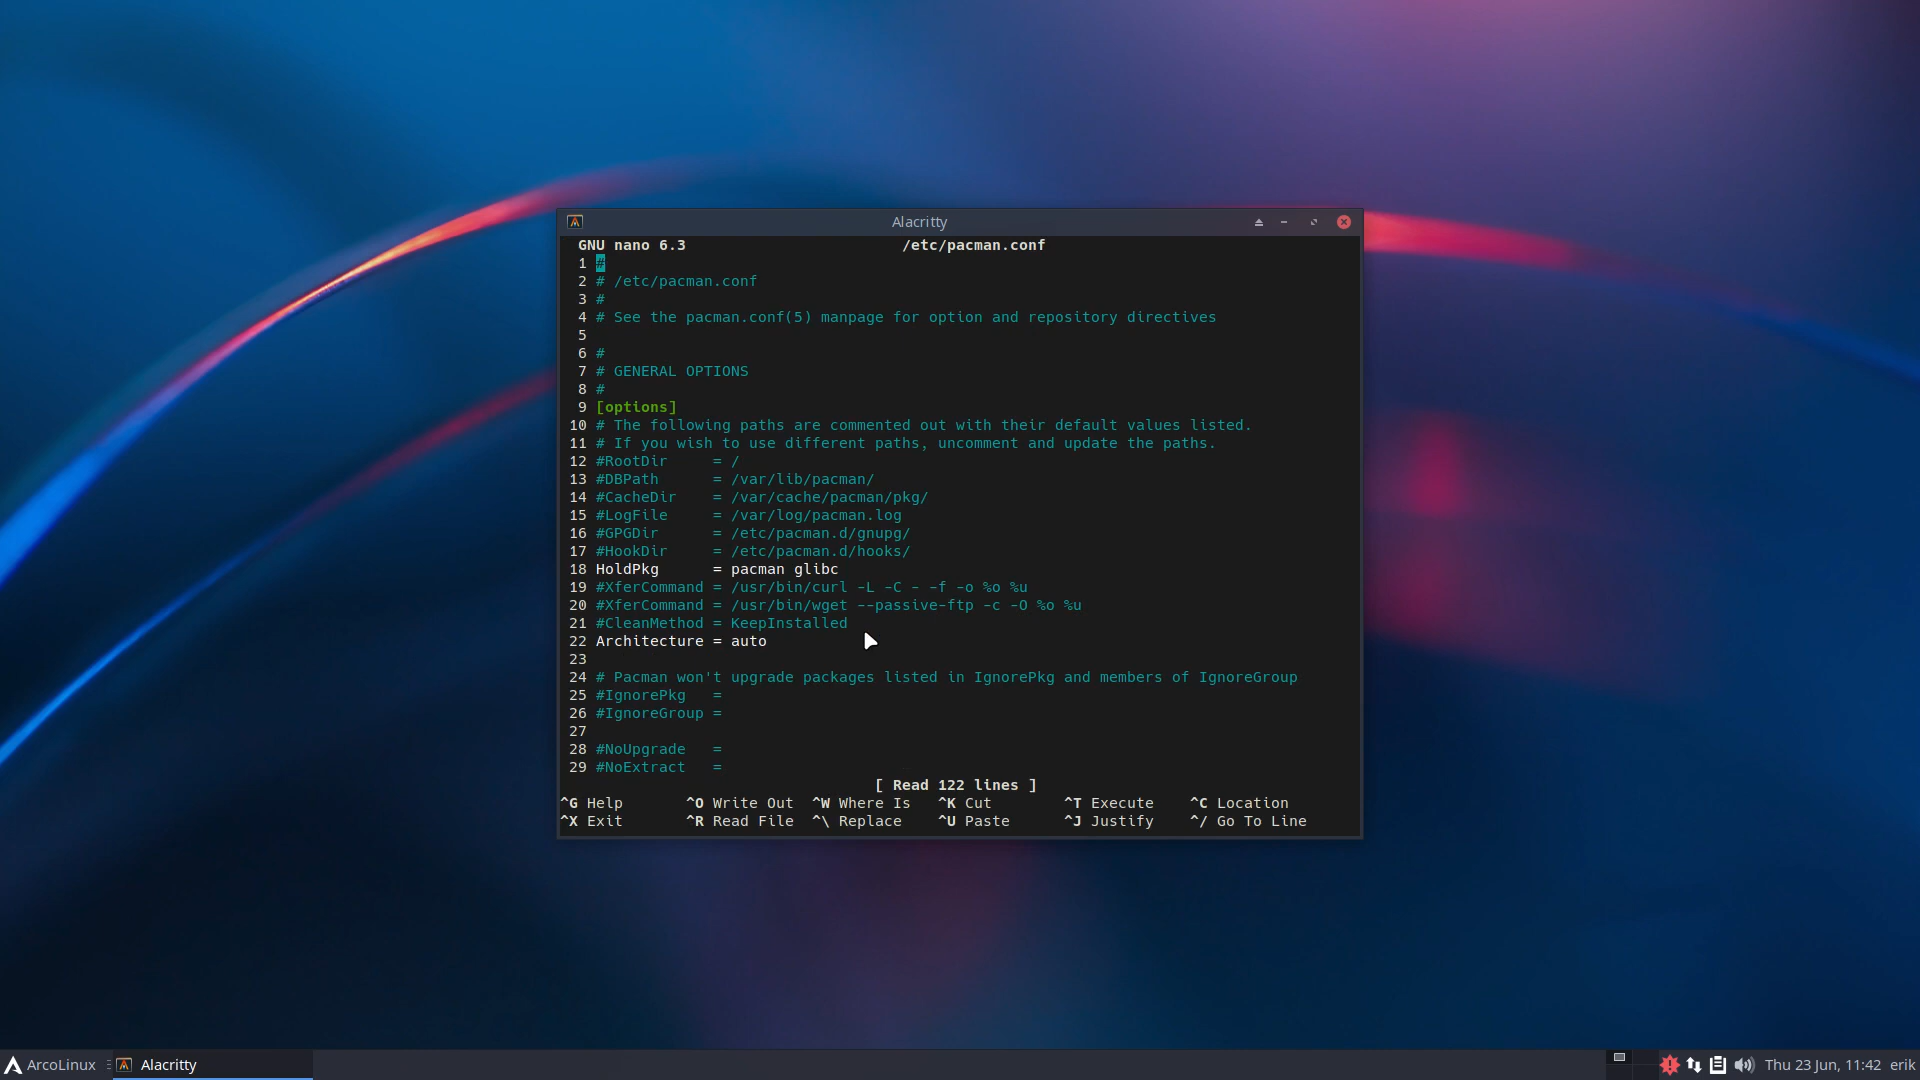 Alacritty
GNU nano 6.3 /etc/pacman.conf
1 #
2 # /etc/pacman.conf
3 #
4 # See the pacman.conf(5) manpage for option and repository directives
5
6 #
7 # GENERAL OPTIONS
8 #
9 [options]
10 # The following paths are commented out with their default values listed.
11 # If you wish to use different paths, uncomment and update the paths.
12 #RootDir     = /
13 #DBPath      = /var/lib/pacman/
14 #CacheDir    = /var/cache/pacman/pkg/
15 #LogFile     = /var/log/pacman.log
16 #GPGDir      = /etc/pacman.d/gnupg/
17 #HookDir     = /etc/pacman.d/hooks/
18 HoldPkg      = pacman glibc
19 #XferCommand = /usr/bin/curl -L -C - -f -o %o %u
20 #XferCommand = /usr/bin/wget --passive-ftp -c -O %o %u
21 #CleanMethod = KeepInstalled
22 Architecture = auto
23
24 # Pacman won't upgrade packages listed in IgnorePkg and members of IgnoreGroup
25 #IgnorePkg   =
26 #IgnoreGroup =
27
28 #NoUpgrade   =
29 #NoExtract   =
[ Read 122 lines ]
^G Help ^O Write Out ^W Where Is ^K Cut ^T Execute ^C Location
^X Exit ^R Read File ^\ Replace ^U Paste ^J Justify ^/ Go To Line
ArcoLinux Alacritty Thu 23 Jun, 11:42 erik